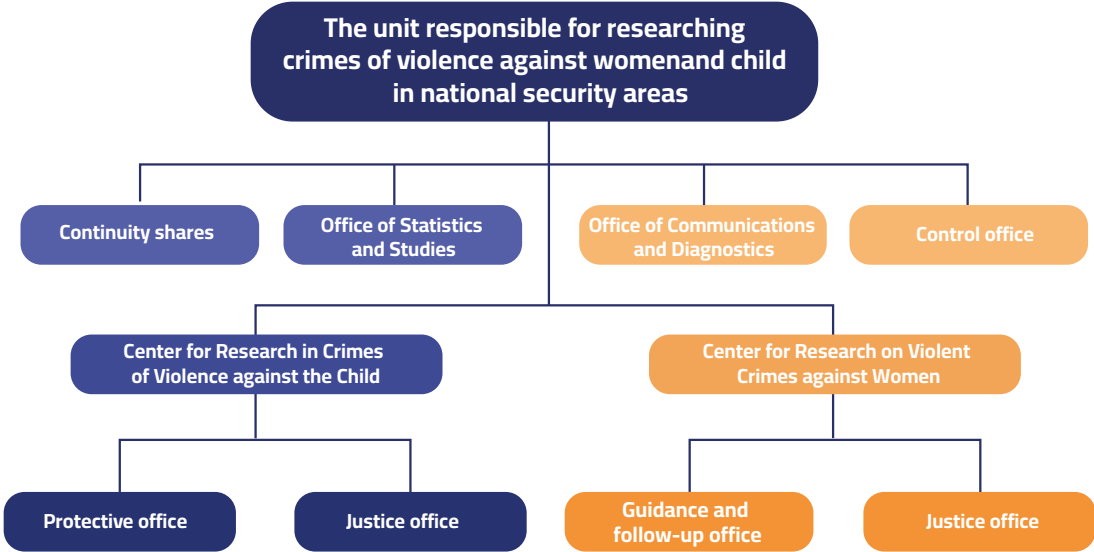 The unit responsible for researching
crimes of violence against womenand child
in national security areas
Continuity shares
Office of Statistics
and Studies
Office of Communications
and Diagnostics
Control office
Center for Research in Crimes
of Violence against the Child
Center for Research on Violent
Crimes against Women
Protective office
Justice office
Guidance and
follow-up office
Justice office